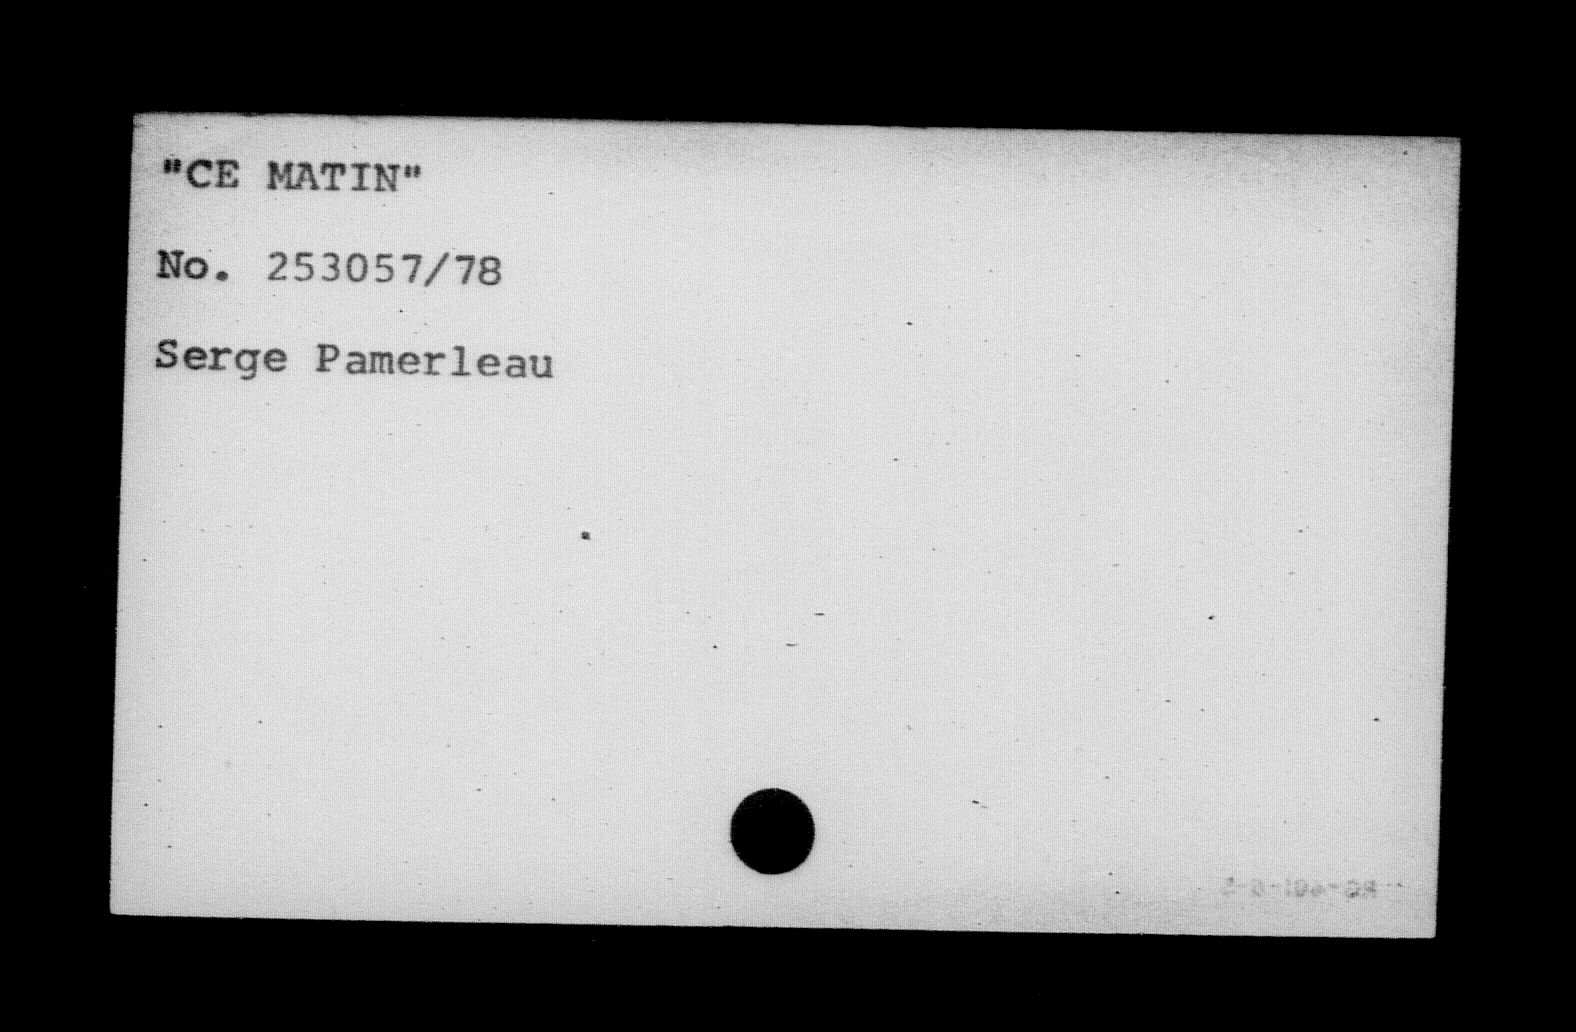 "CE MATIN"
No. 253057/78
Serge Pamerleau